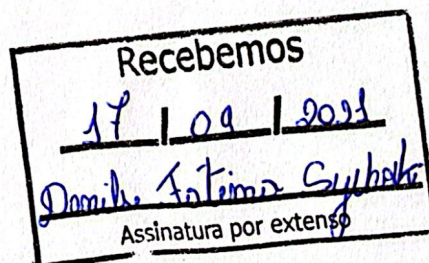 Recebemos
17 | 09 | 2021
Fatima
Assinatura por extenso